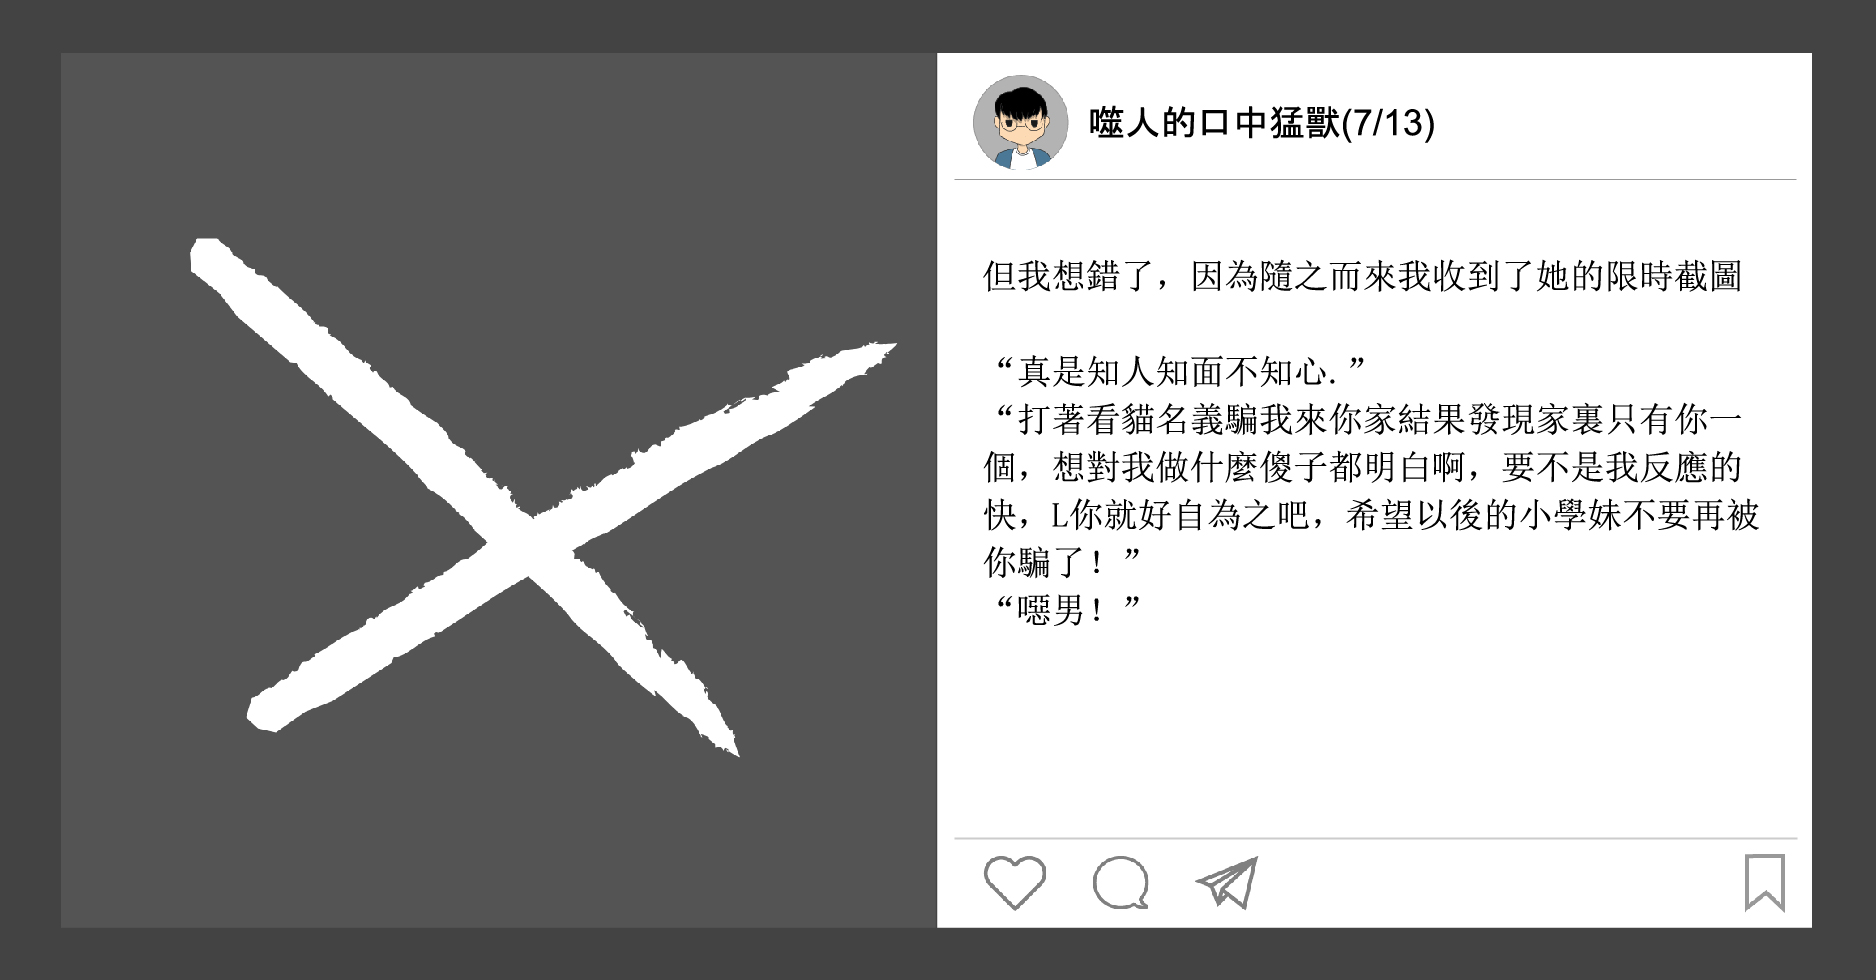 噬人的口中猛獸(7/13)
但我想錯了，因為隨之而來我收到了她的限時截圖
“真是知人知面不知心.”
“打著看貓名義騙我來你家結果發現家裏只有你一
個，想對我做什麼傻子都明白啊，要不是我反應的
快，L你就好自為之吧，希望以後的小學妹不要再被
你騙了！”
“噁男！”